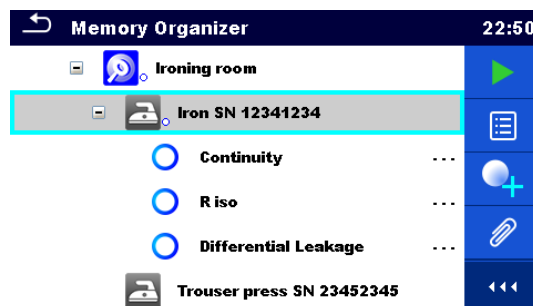 Memory Organizer 22:50
Ironing room
Iron SN 12341234
Continuity ---
R iso ---
Differential Leakage ---
Trouser press SN 23452345